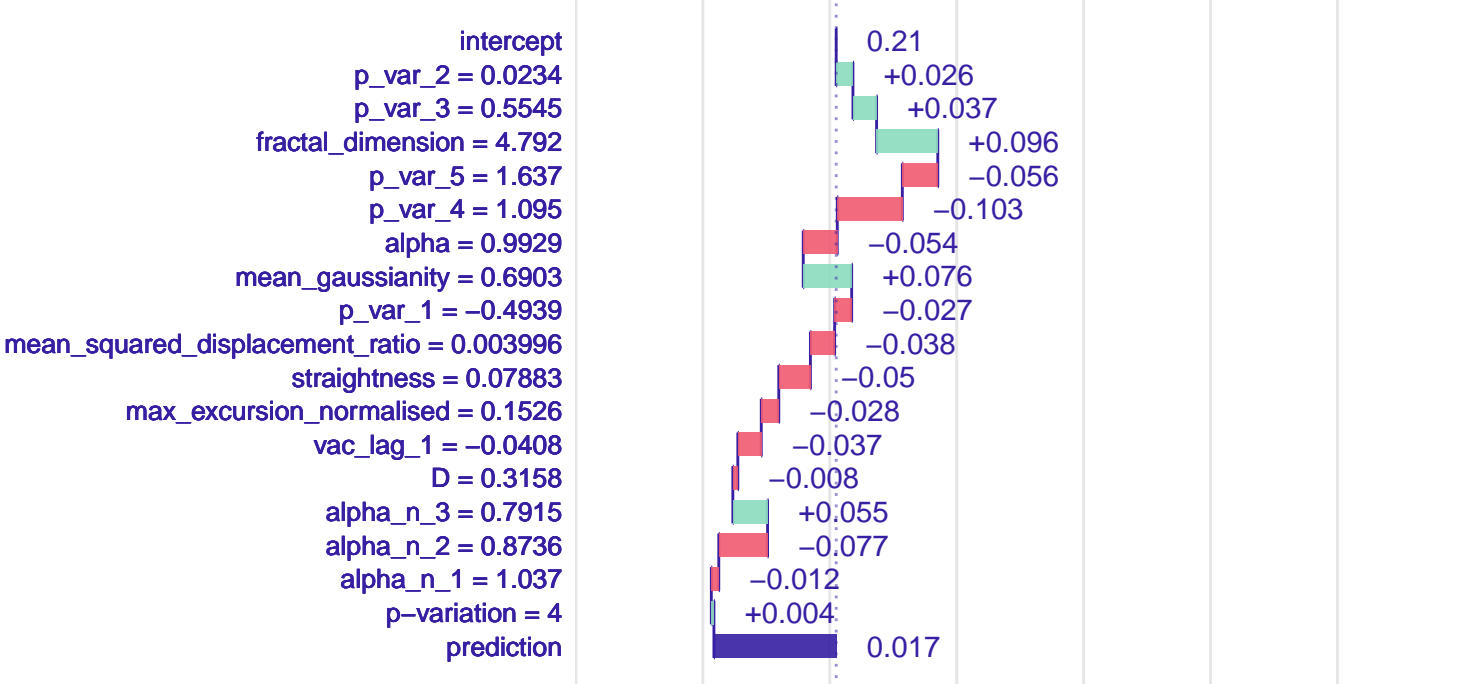 intercept 0.21
p_var_2 = 0.0234 +0.026
p_var_3 = 0.5545 +0.037
fractal_dimension = 4.792 +0.096
p_var_5 = 1.637 −0.056
p_var_4 = 1.095 −0.103
alpha = 0.9929 −0.054
mean_gaussianity = 0.6903 +0.076
p_var_1 = −0.4939 −0.027
mean_squared_displacement_ratio = 0.003996 −0.038
straightness = 0.07883 −0.05
max_excursion_normalised = 0.1526 −0.028
vac_lag_1 = −0.0408 −0.037
D = 0.3158 −0.008
alpha_n_3 = 0.7915 +0.055
alpha_n_2 = 0.8736 −0.077
alpha_n_1 = 1.037 −0.012
p−variation = 4 +0.004
prediction 0.017